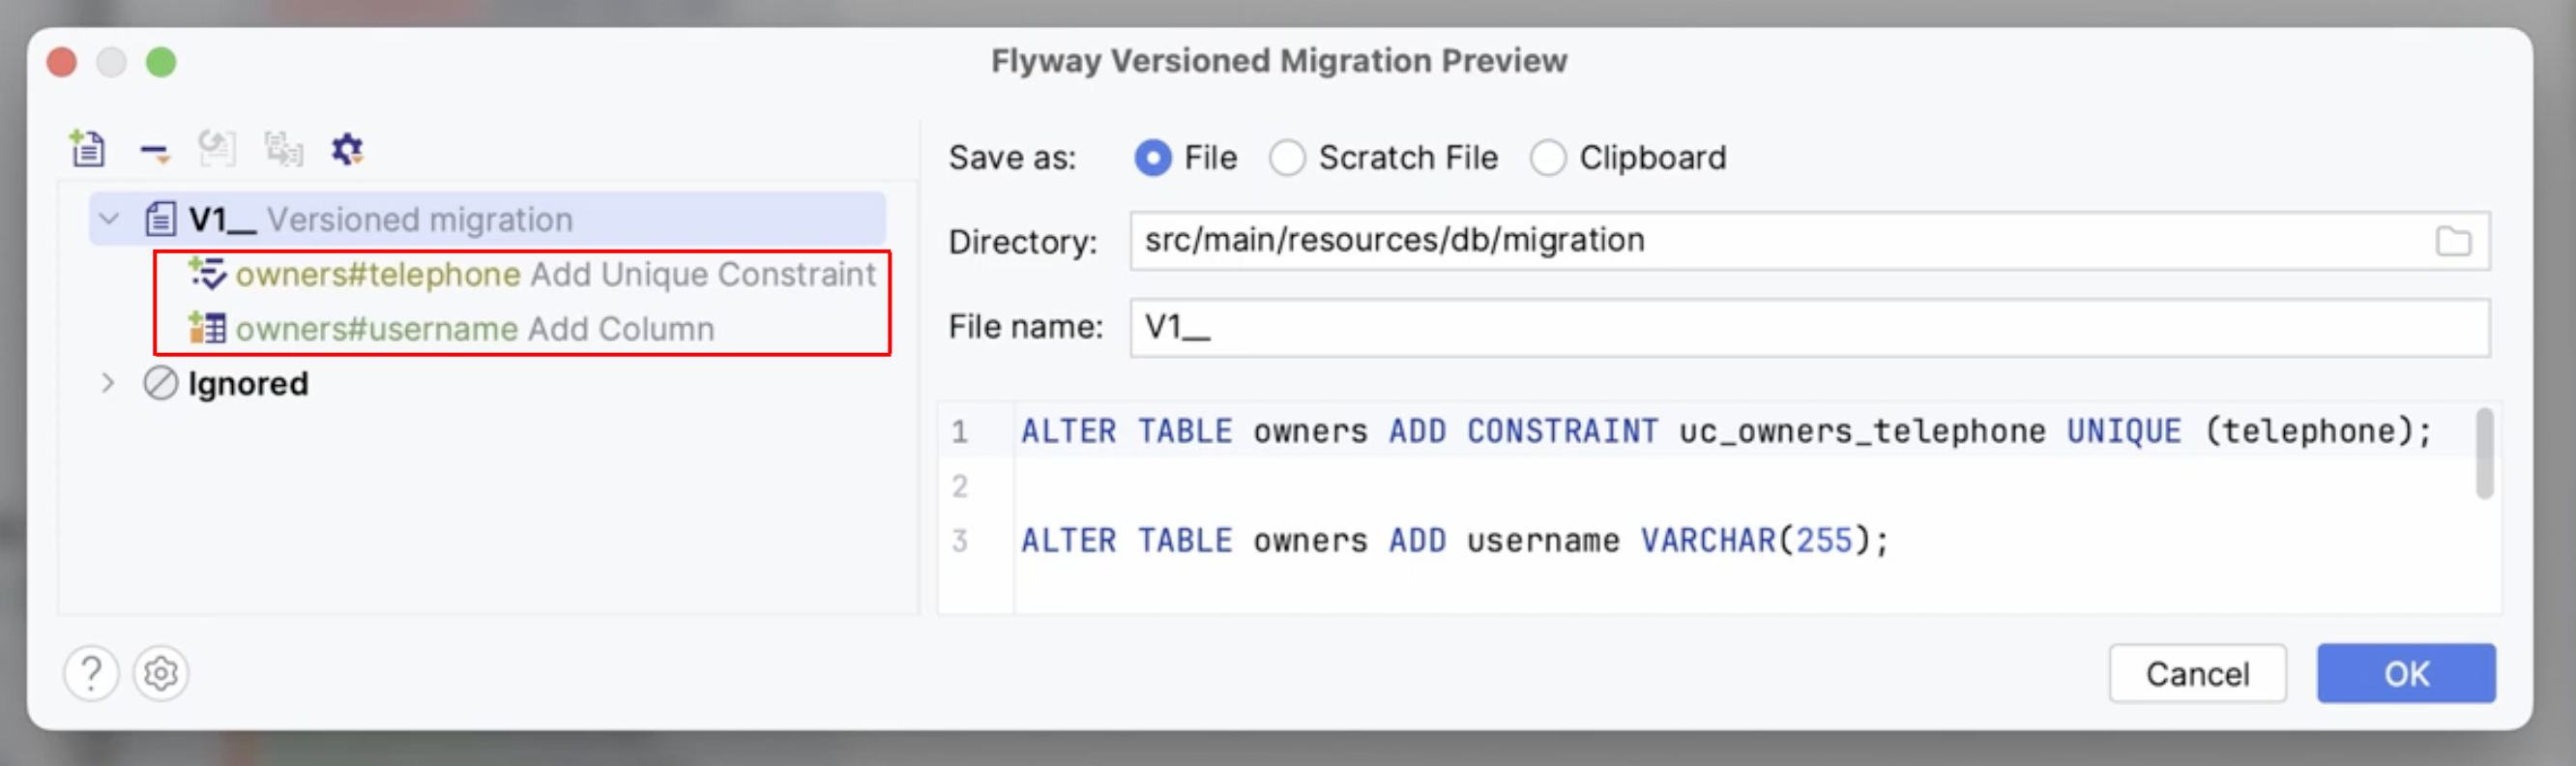 Flyway Versioned Migration Preview
V1__ Versioned migration
owners#telephone Add Unique Constraint
owners#username Add Column
Ignored
Save as: File Scratch File Clipboard
Directory: src/main/resources/db/migration
File name: V1__
1 ALTER TABLE owners ADD CONSTRAINT uc_owners_telephone UNIQUE (telephone);
2
3 ALTER TABLE owners ADD username VARCHAR(255);
?
Cancel OK